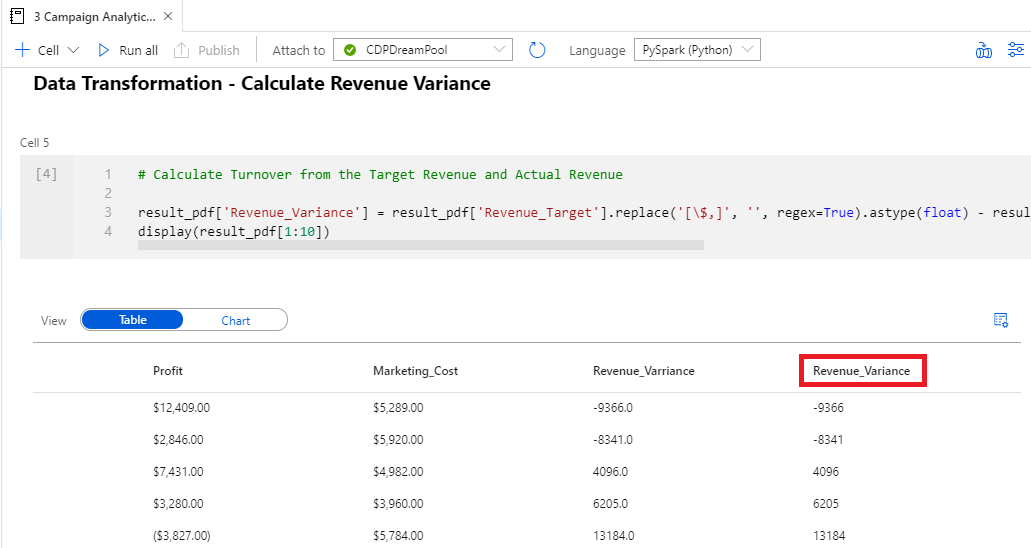 3 Campaign Analytic...
Cell Run all Publish Attach to CDPDreamPool Language PySpark (Python)
Data Transformation - Calculate Revenue Variance
Cell 5
[4]
1 # Calculate Turnover from the Target Revenue and Actual Revenue
2
3 result_pdf['Revenue_Variance'] = result_pdf['Revenue_Target'].replace('[\$,]', '', regex=True).astype(float) - resul
4 display(result_pdf[1:10])
View Table Chart
Profit Marketing_Cost Revenue_Varriance Revenue_Variance
$12,409.00 $5,289.00 -9366.0 -9366
$2,846.00 $5,920.00 -8341.0 -8341
$7,431.00 $4,982.00 4096.0 4096
$3,280.00 $3,960.00 6205.0 6205
($3,827.00) $5,784.00 13184.0 13184